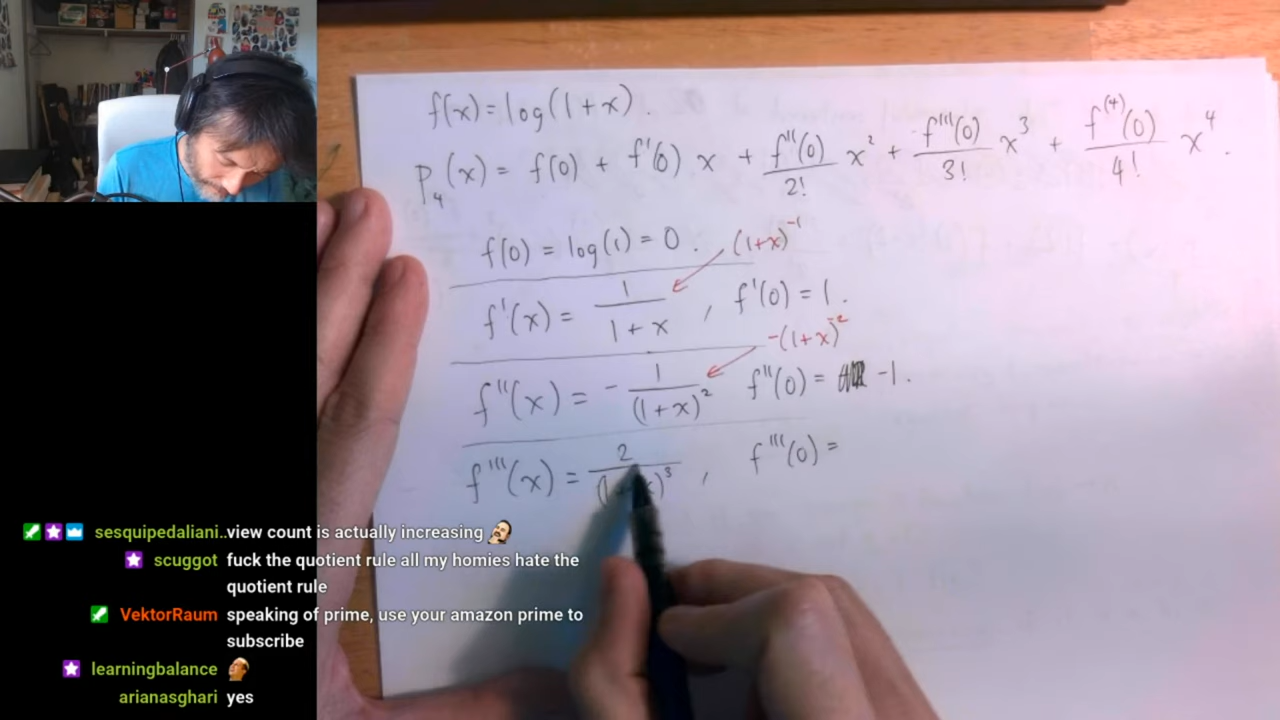 f(x) = log(1+x).
P₄(x) = f(0) + f'(0) x + f''(0)/2! x² + f'''(0)/3! x³ + f⁽⁴⁾(0)/4! x⁴.
f(0) = log(1) = 0. (1+x)⁻¹
f'(x) = 1/(1+x) , f'(0) = 1.
-(1+x)⁻²
f''(x) = - 1/(1+x)² f''(0) = -1.
f'''(x) = 2/(1+x)³ , f'''(0) =
sesquipedaliani.. view count is actually increasing
scuggot fuck the quotient rule all my homies hate the
quotient rule
VektorRaum speaking of prime, use your amazon prime to
subscribe
learningbalance
arianasghari yes